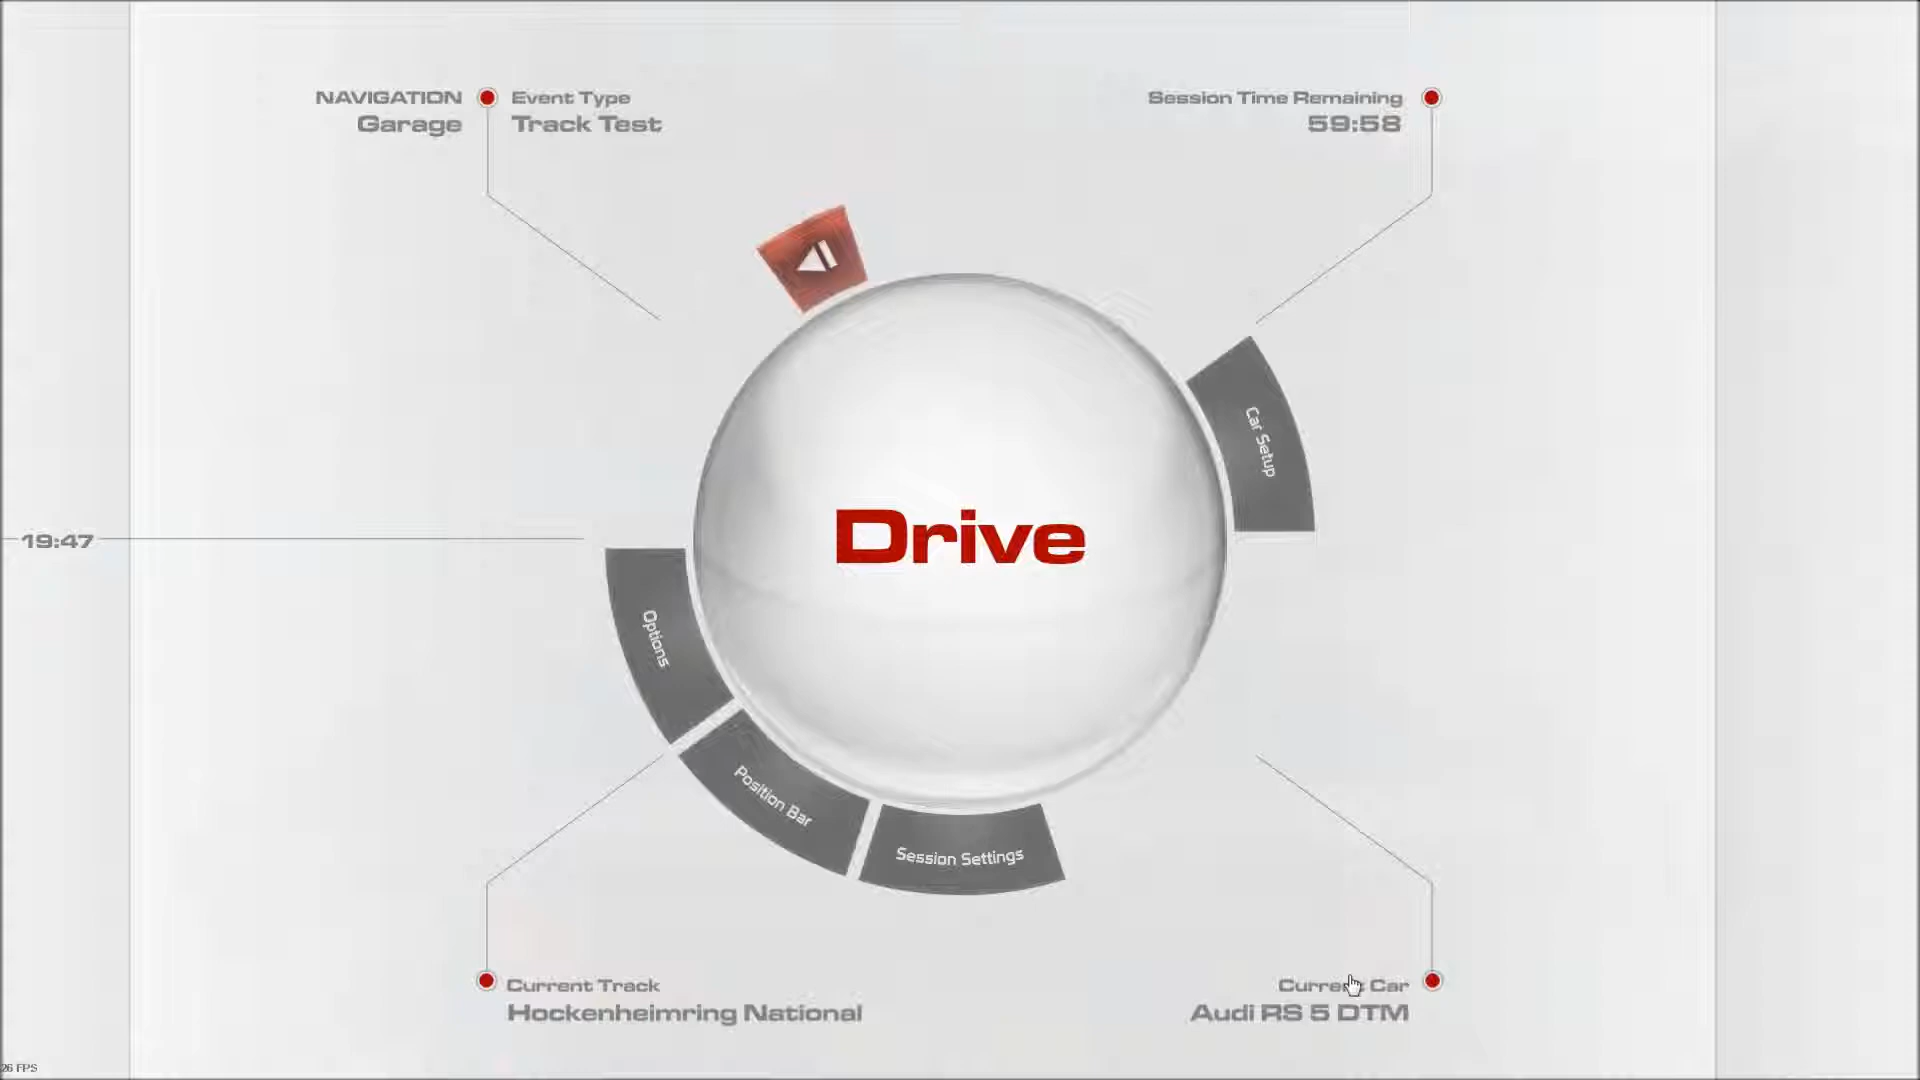 NAVIGATION
Garage
Event Type
Track Test
Session Time Remaining
59:58
Car Setup
Drive
19:47
Options
Position Bar
Session Settings
Current Track
Hockenheimring National
Current Car
Audi RS 5 DTM
26 FPS